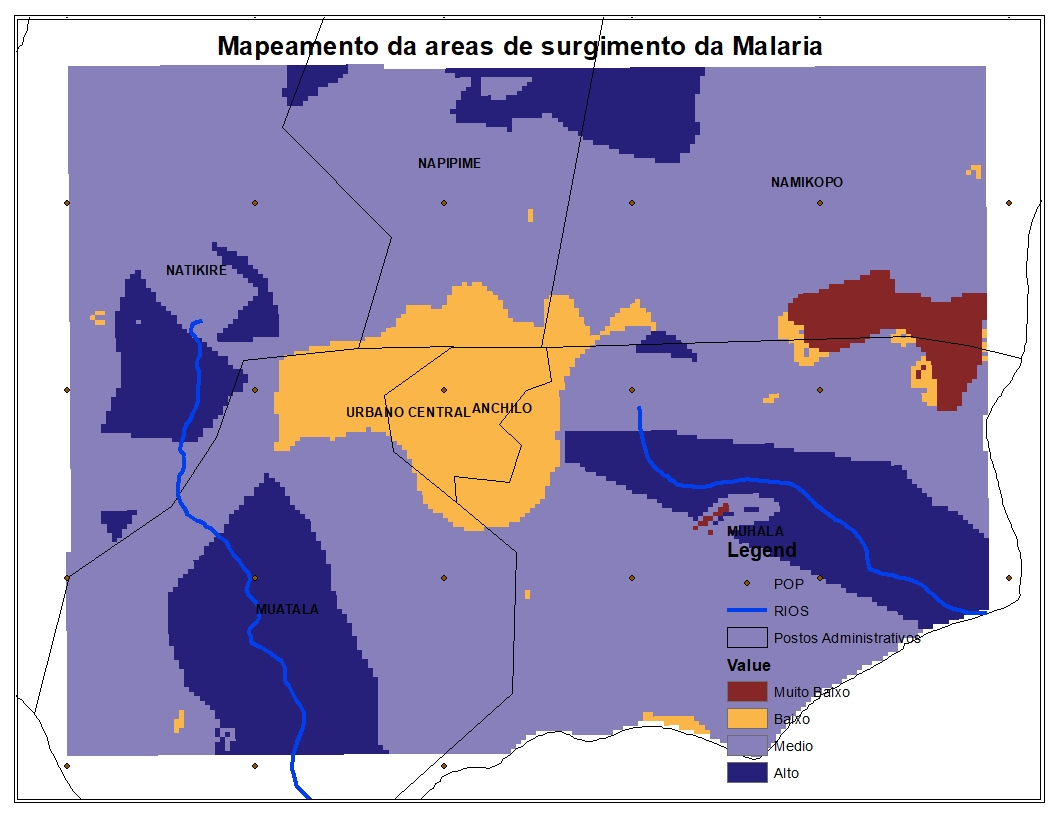 Mapeamento da areas de surgimento da Malaria
NAPIPIME
NAMIKOPO
NATIKIRE
URBANO CENTRAL
ANCHILO
MUHALA
MUATALA
Legend
POP
RIOS
Postos Administrativos
Value
Muito Baixo
Baixo
Medio
Alto